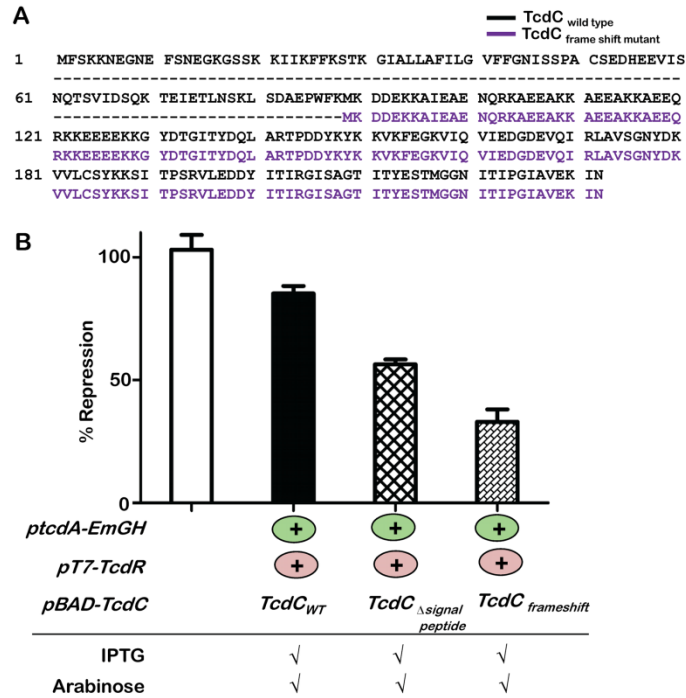 A
TcdC wild type
TcdC frame shift mutant
1 MFSKKNEGNE FSNEGKGSSK KIIKFFKSTK GIALLAFILG VFFGNISSPA CSEDHEEVIS
61 NQTSVIDSQK TEIETLNSKL SDAEPWFKMK DDEKKAIEAE NQRKAEEAKK AEEAKKAEEQ
MK DDEKKAIEAE NQRKAEEAKK AEEAKKAEEQ
121 RKKEEEEKKG YDTGITYDQL ARTPDDYKYK KVKFEGKVIQ VIEDGDEVQI RLAVSGNYDK
RKKEEEEKKG YDTGITYDQL ARTPDDYKYK KVKFEGKVIQ VIEDGDEVQI RLAVSGNYDK
181 VVLCSYKKSI TPSRVLEDDY ITIRGISAGT ITYESTMGGN ITIPGIAVEK IN
VVLCSYKKSI TPSRVLEDDY ITIRGISAGT ITYESTMGGN ITIPGIAVEK IN
B
% Repression
100
50
0
ptcdA-EmGH + + +
pT7-TcdR + + +
pBAD-TcdC TcdC WT TcdC Δsignal peptide TcdC frameshift
IPTG √ √ √
Arabinose √ √ √